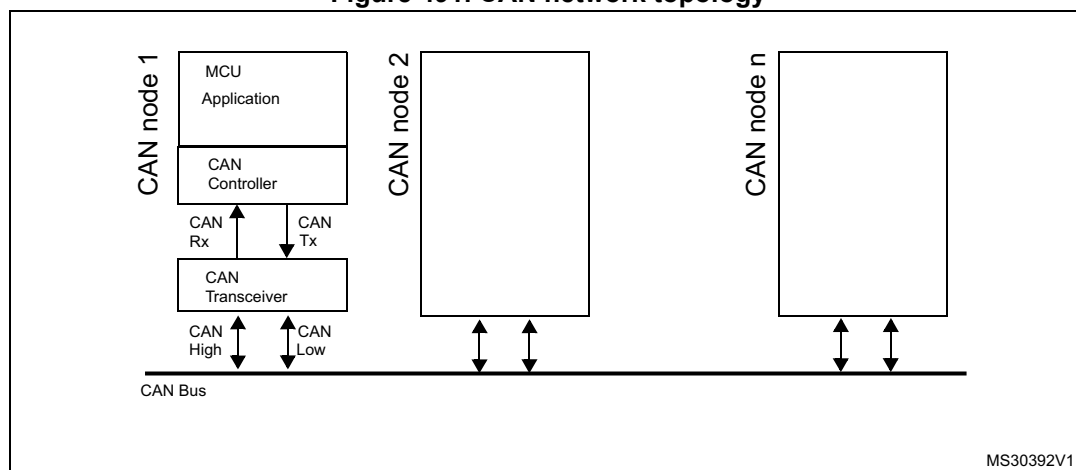 Figure CAN network topology
CAN node 1
MCU
Application
CAN
Controller
CAN
Rx
CAN
Tx
CAN
Transceiver
CAN
High
CAN
Low
CAN node 2
CAN node n
CAN Bus
MS30392V1